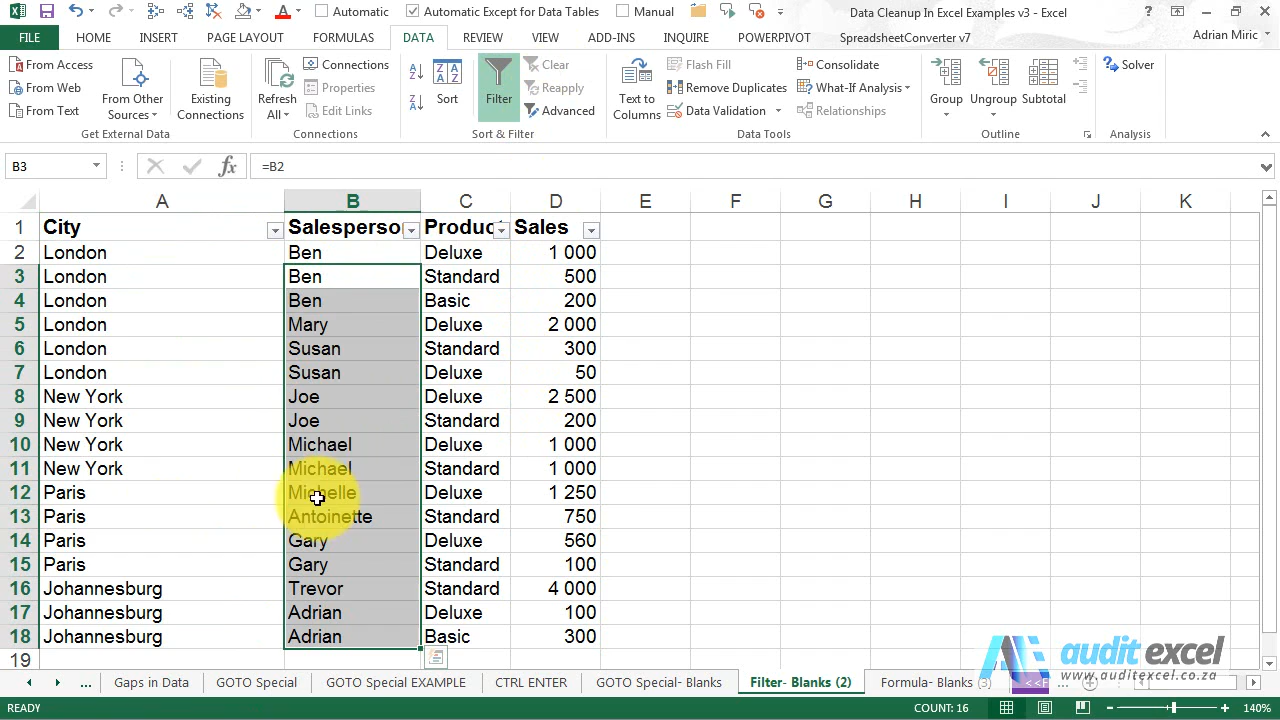 Automatic Automatic Except for Data Tables Manual Data Cleanup In Excel Examples v3 - Excel
FILE HOME INSERT PAGE LAYOUT FORMULAS DATA REVIEW VIEW ADD-INS INQUIRE POWERPIVOT SpreadsheetConverter v7 Adrian Miric
From Access
From Web
From Text
From Other
Sources
Get External Data
Existing
Connections
Refresh
All
Connections
Properties
Edit Links
Connections
Sort
Filter
Clear
Reapply
Advanced
Sort & Filter
Text to
Columns
Flash Fill
Remove Duplicates
Data Validation
Consolidate
What-If Analysis
Relationships
Data Tools
Group
Ungroup
Subtotal
Outline
Solver
Analysis
B3 fx =B2
A B C D E F G H I J K
1 City Salesperso Produc Sales
2 London Ben Deluxe 1 000
3 London Ben Standard 500
4 London Ben Basic 200
5 London Mary Deluxe 2 000
6 London Susan Standard 300
7 London Susan Deluxe 50
8 New York Joe Deluxe 2 500
9 New York Joe Standard 200
10 New York Michael Deluxe 1 000
11 New York Michael Standard 1 000
12 Paris Michelle Deluxe 1 250
13 Paris Antoinette Standard 750
14 Paris Gary Deluxe 560
15 Paris Gary Standard 100
16 Johannesburg Trevor Standard 4 000
17 Johannesburg Adrian Deluxe 100
18 Johannesburg Adrian Basic 300
19
audit excel
www.auditexcel.co.za
... Gaps in Data GOTO Special GOTO Special EXAMPLE CTRL ENTER GOTO Special- Blanks Filter- Blanks (2) Formula- Blanks (3) <<F ...
READY COUNT: 16 140%